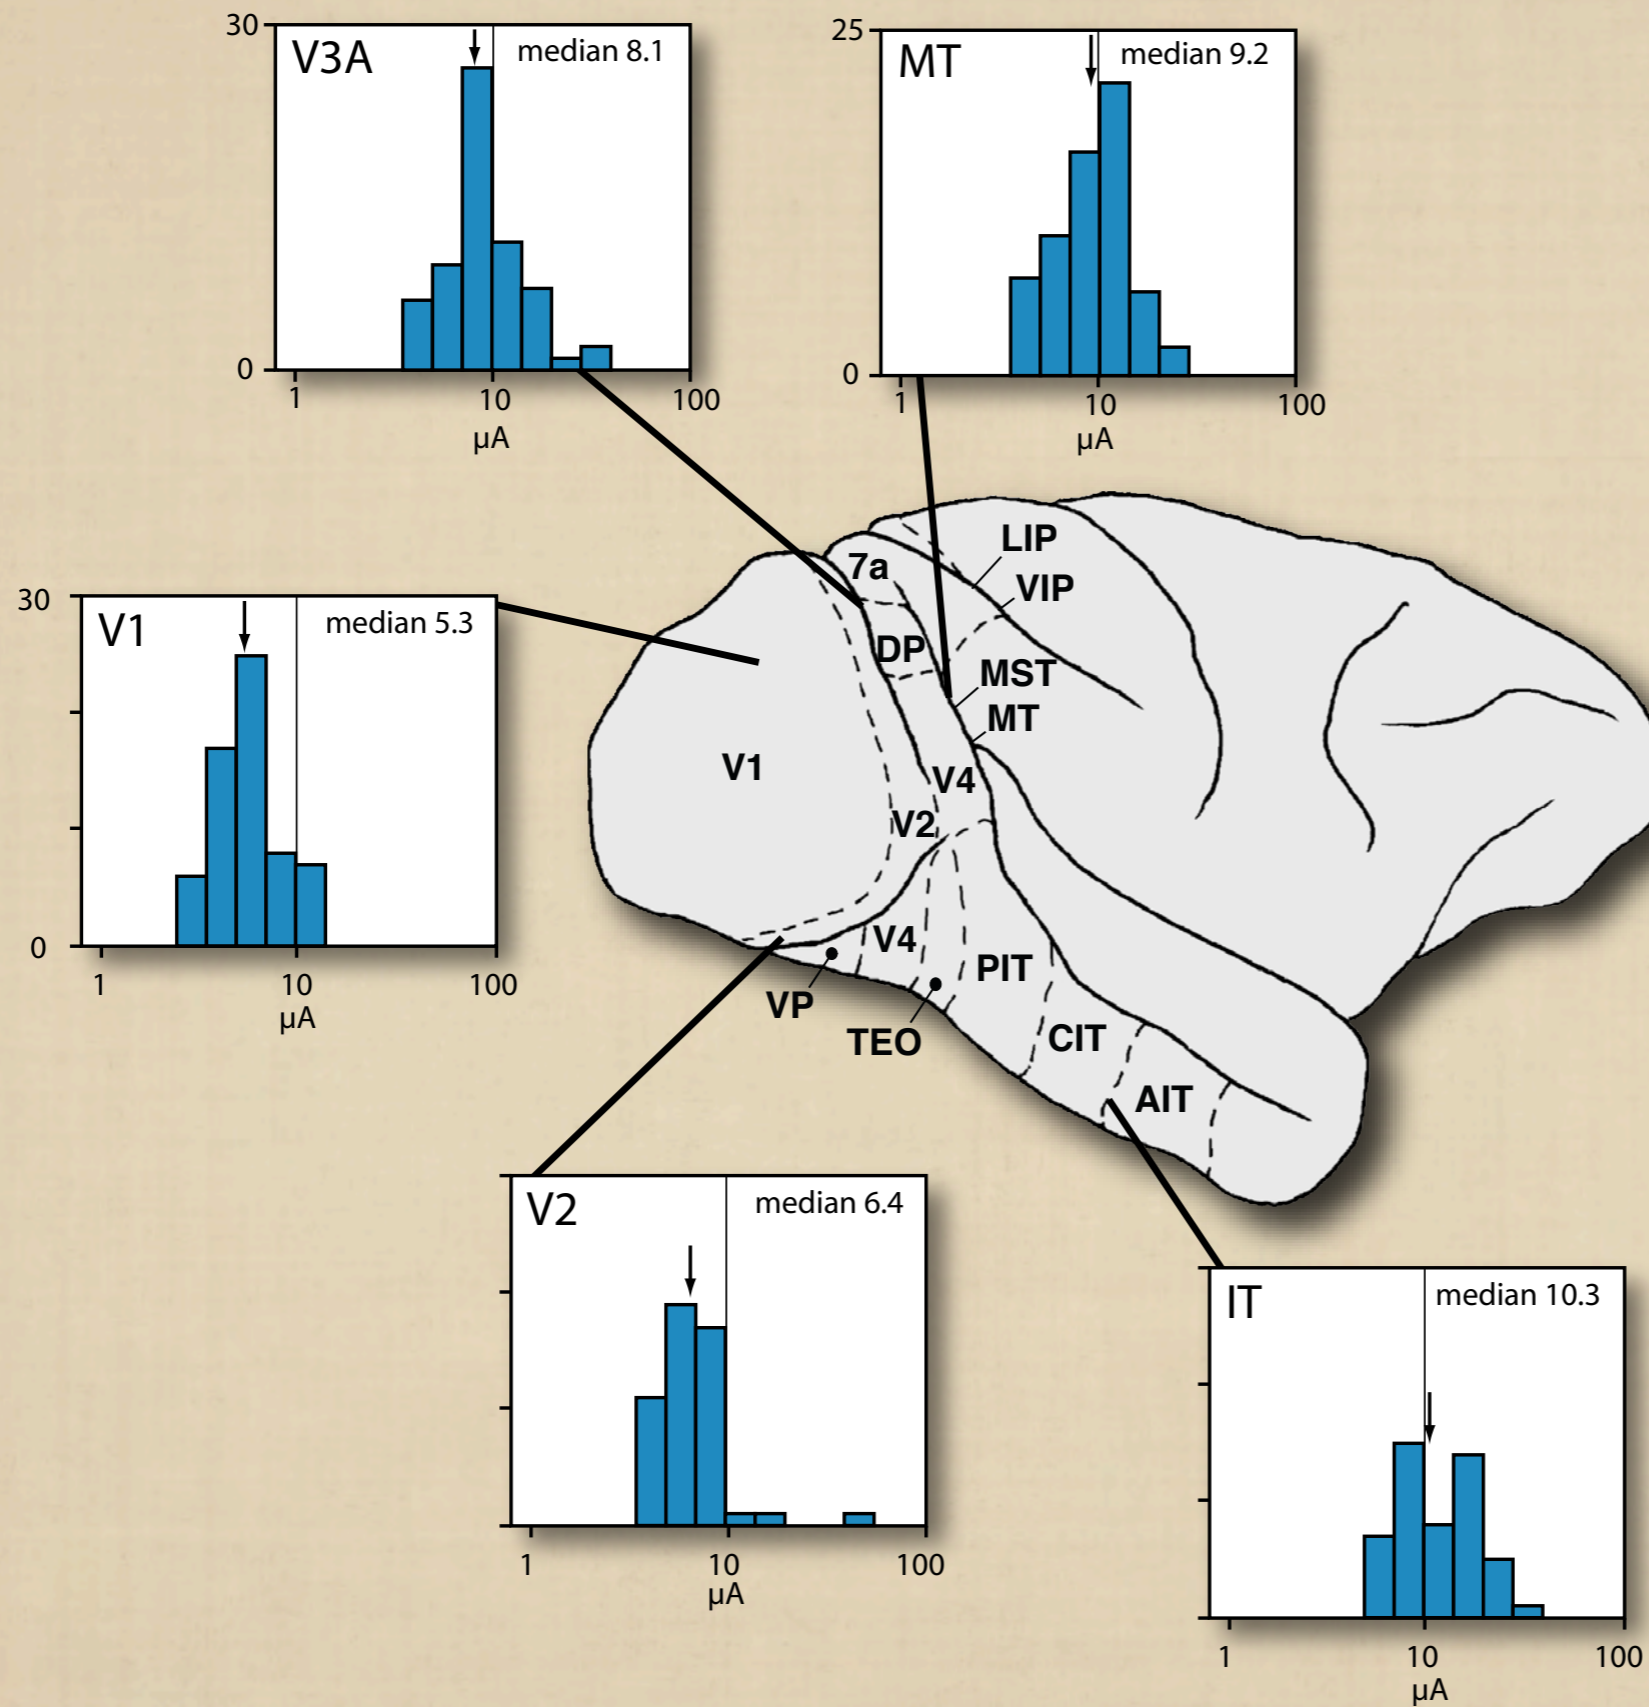 30
V3A
median 8.1
0
1
10
100
µA
25
MT
median 9.2
0
1
10
100
µA
30
V1
median 5.3
0
1
10
100
µA
LIP
7a
VIP
DP
MST
MT
V1
V4
V2
V4
PIT
VP
TEO
CIT
AIT
V2
median 6.4
1
10
100
µA
IT
median 10.3
1
10
100
µA